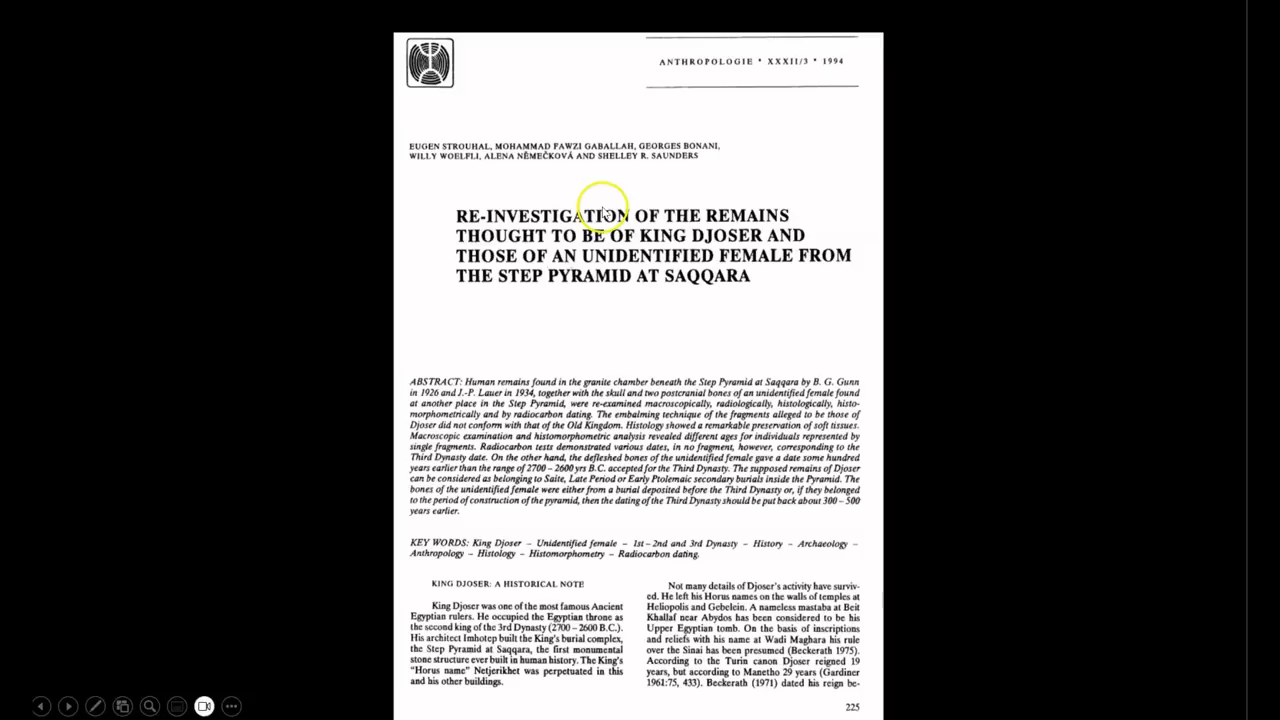 ANTHROPOLOGIE • XXXII/3 • 1994
EUGEN STROUHAL, MOHAMMAD FAWZI GABALLAH, GEORGES BONANI,
WILLY WOELFLI, ALENA NĚMEČKOVÁ AND SHELLEY R. SAUNDERS
RE-INVESTIGATION OF THE REMAINS
THOUGHT TO BE OF KING DJOSER AND
THOSE OF AN UNIDENTIFIED FEMALE FROM
THE STEP PYRAMID AT SAQQARA
ABSTRACT: Human remains found in the granite chamber beneath the Step Pyramid at Saqqara by B. G. Gunn
in 1926 and J.-P. Lauer in 1934, together with the skull and two postcranial bones of an unidentified female found
at another place in the Step Pyramid, were re-examined macroscopically, radiologically, histologically, histo-
morphometrically and by radiocarbon dating. The embalming technique of the fragments alleged to be those of
Djoser did not conform with that of the Old Kingdom. Histology showed a remarkable preservation of soft tissues.
Macroscopic examination and histomorphometric analysis revealed different ages for individuals represented by
single fragments. Radiocarbon tests demonstrated various dates, in no fragment, however, corresponding to the
Third Dynasty date. On the other hand, the defleshed bones of the unidentified female gave a date some hundred
years earlier than the range of 2700 – 2600 yrs B.C. accepted for the Third Dynasty. The supposed remains of Djoser
can be considered as belonging to Saite, Late Period or Early Ptolemaic secondary burials inside the Pyramid. The
bones of the unidentified female were either from a burial deposited before the Third Dynasty or, if they belonged
to the period of construction of the pyramid, then the dating of the Third Dynasty should be put back about 300 – 500
years earlier.
KEY WORDS: King Djoser – Unidentified female – 1st – 2nd and 3rd Dynasty – History – Archaeology –
Anthropology – Histology – Histomorphometry – Radiocarbon dating.
KING DJOSER: A HISTORICAL NOTE
King Djoser was one of the most famous Ancient
Egyptian rulers. He occupied the Egyptian throne as
the second king of the 3rd Dynasty (2700 – 2600 B.C.).
His architect Imhotep built the King's burial complex,
the Step Pyramid at Saqqara, the first monumental
stone structure ever built in human history. The King's
"Horus name" Netjerikhet was perpetuated in this
and his other buildings.
Not many details of Djoser's activity have surviv-
ed. He left his Horus names on the walls of temples at
Heliopolis and Gebelein. A nameless mastaba at Beit
Khallaf near Abydos has been considered to be his
Upper Egyptian tomb. On the basis of inscriptions
and reliefs with his name at Wadi Maghara his rule
over the Sinai has been presumed (Beckerath 1975).
According to the Turin canon Djoser reigned 19
years, but according to Manetho 29 years (Gardiner
1961:75, 433). Beckerath (1971) dated his reign be-
225